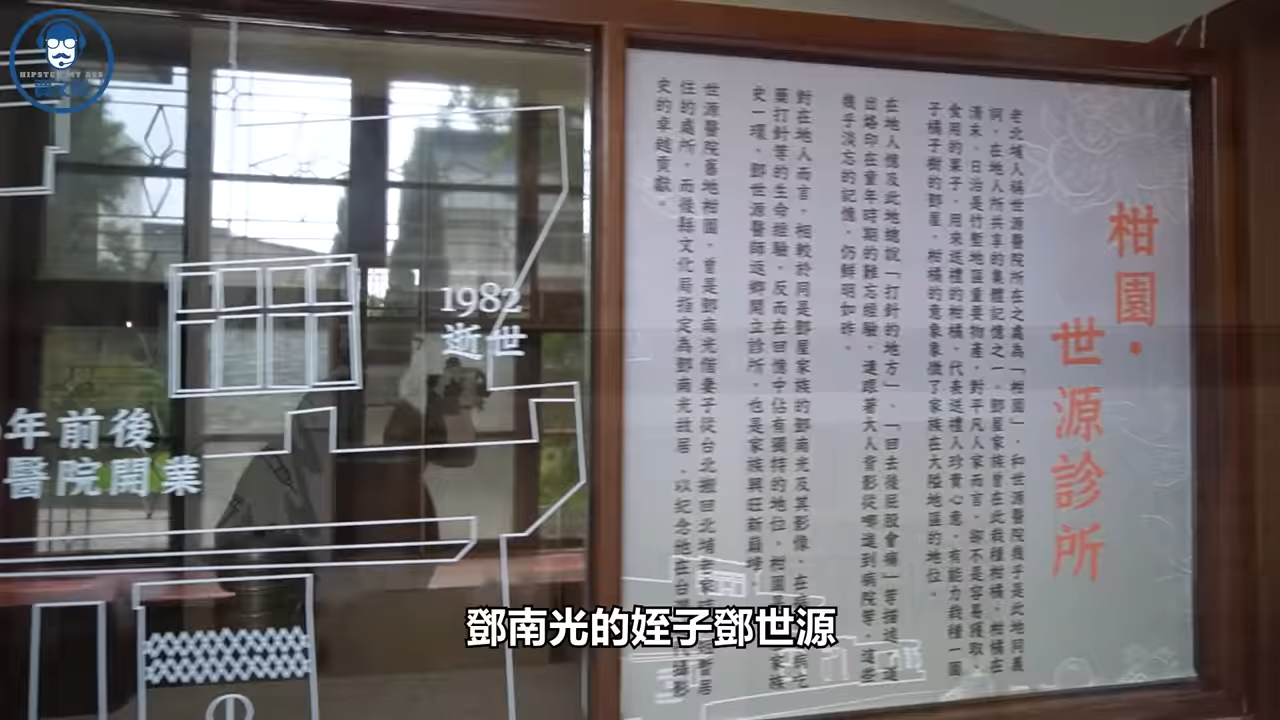 HIPSTER MY ASS
柑園·
世源診所
老北埔人稱世源醫院所在之處為「柑園」，和世源醫院幾乎是此地同義
詞，在地人所共享的集體記憶之一。鄧屋家族曾在此栽種柑橘，柑橘在
清末、日治是竹塹地區重要物產，對平凡人家而言，卻不是容易獲取、
食用的果子，用來送禮的柑橘，代表送禮人珍貴心意，有能力栽種一園
子橘子樹的鄧屋，柑橘的意象象徵了家族在大隘地區的地位。
在地人憶及此地總說「打針的地方」、「回去後屁股會痛」等描述，道
出烙印在童年時期的難忘經驗，連跟著大人背影從哪進到病院等，這些
幾乎淡忘的記憶，仍鮮明如昨。
對在地人而言，相較於同是鄧屋家族的鄧南光及其影像，在
藥打針等的生命經驗，反而在回憶中佔有獨特的地位，柑園是
史一環，鄧世源醫師返鄉開立診所，也是家族興旺新扉
世源醫院舊地柑園，曾是鄧南光偕妻子從台北搬回北埔老家
住的處所，而後縣文化局指定為鄧南光故居，以紀念他在台
史的卓越貢獻。
1982
逝世
年前後
醫院開業
鄧南光的姪子鄧世源